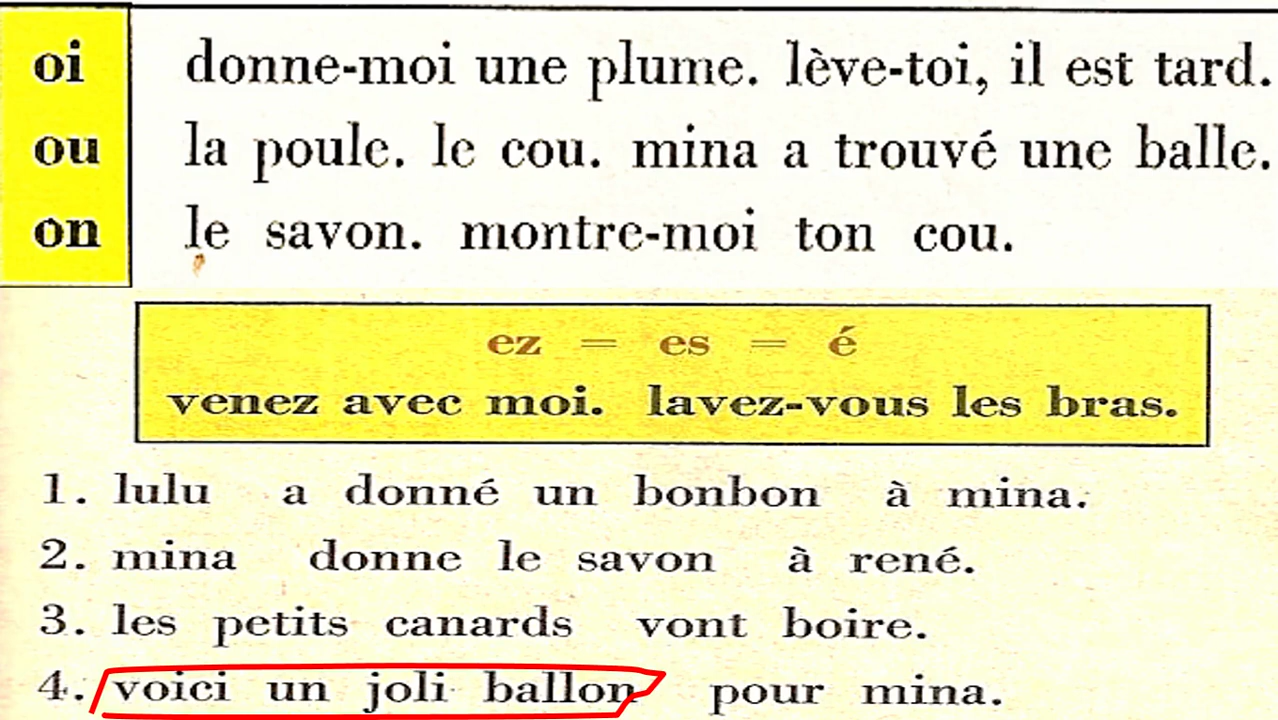 oi donne-moi une plume. lève-toi, il est tard.
ou la poule. le cou. mina a trouvé une balle.
on le savon. montre-moi ton cou.
ez = es = é
venez avec moi. lavez-vous les bras.
1. lulu a donné un bonbon à mina.
2. mina donne le savon à rené.
3. les petits canards vont boire.
4. voici un joli ballon pour mina.